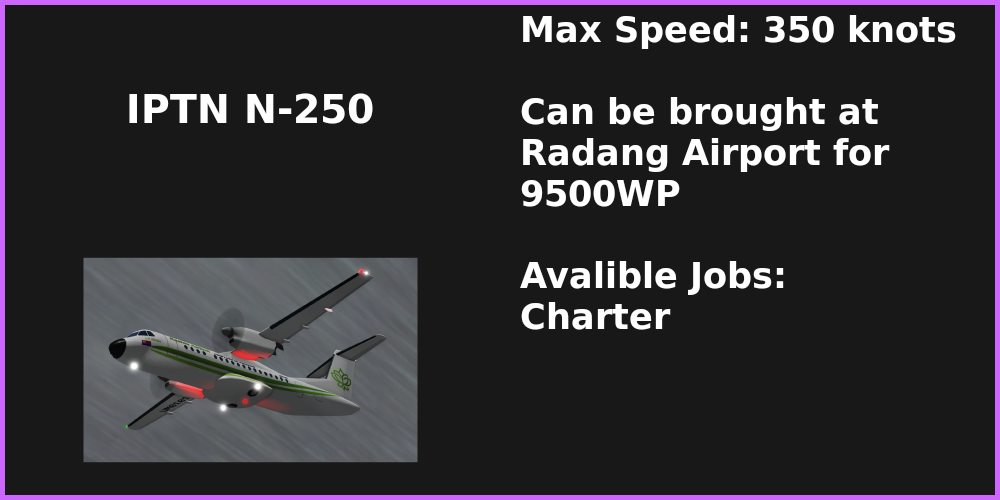 IPTN N-250
Max Speed: 350 knots
Can be brought at
Radang Airport for
9500WP
Avalible Jobs:
Charter